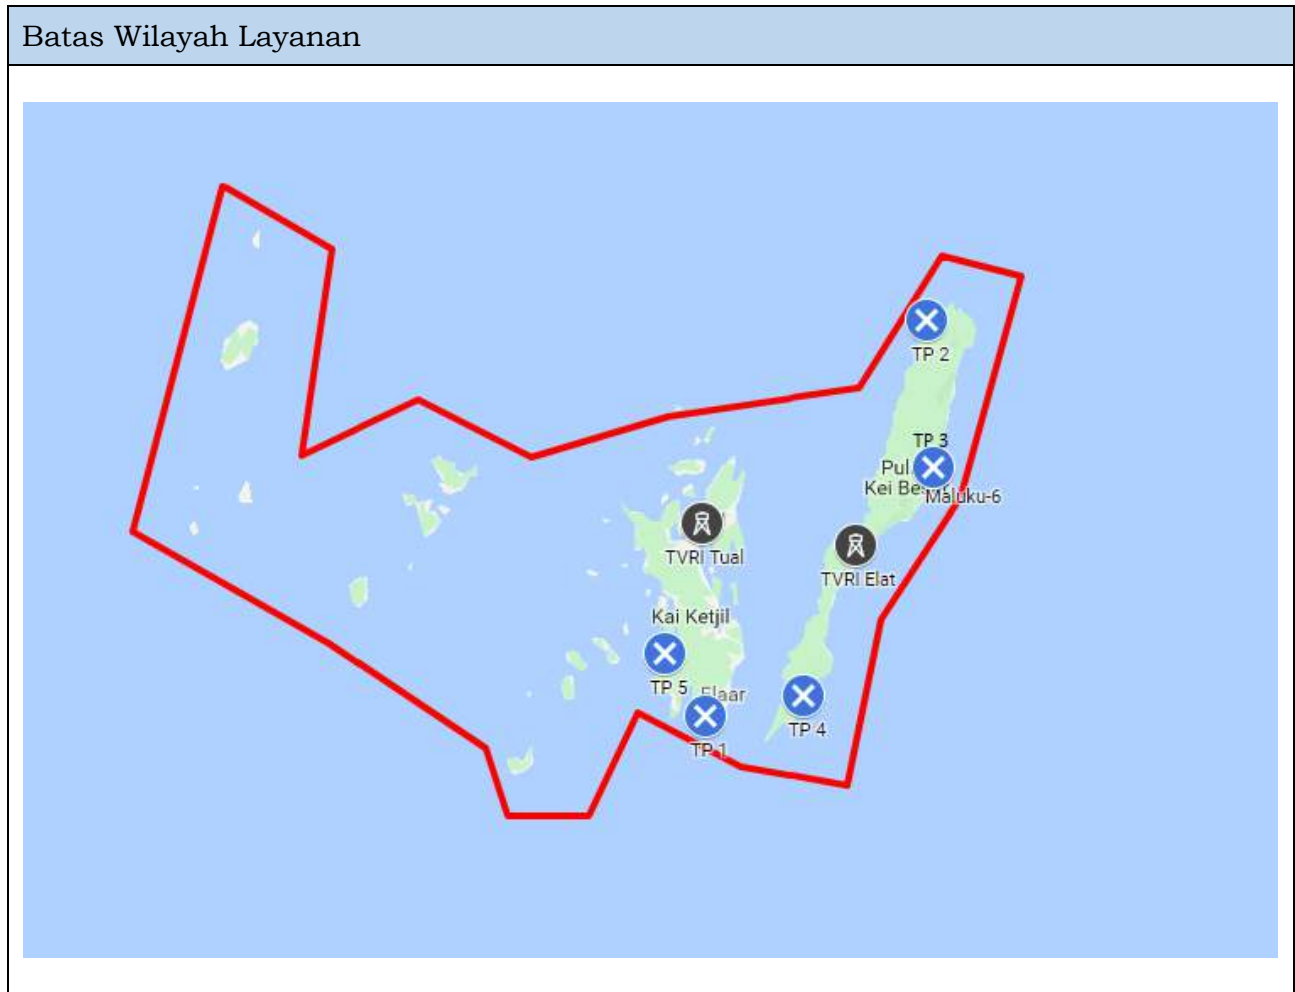 Batas Wilayah Layanan
TP 2
TP 3
Kei Be
Maluku-6
TVRI Tual
TVRI Elat
Kai Ketjil
TP 5
TP 1
TP 4